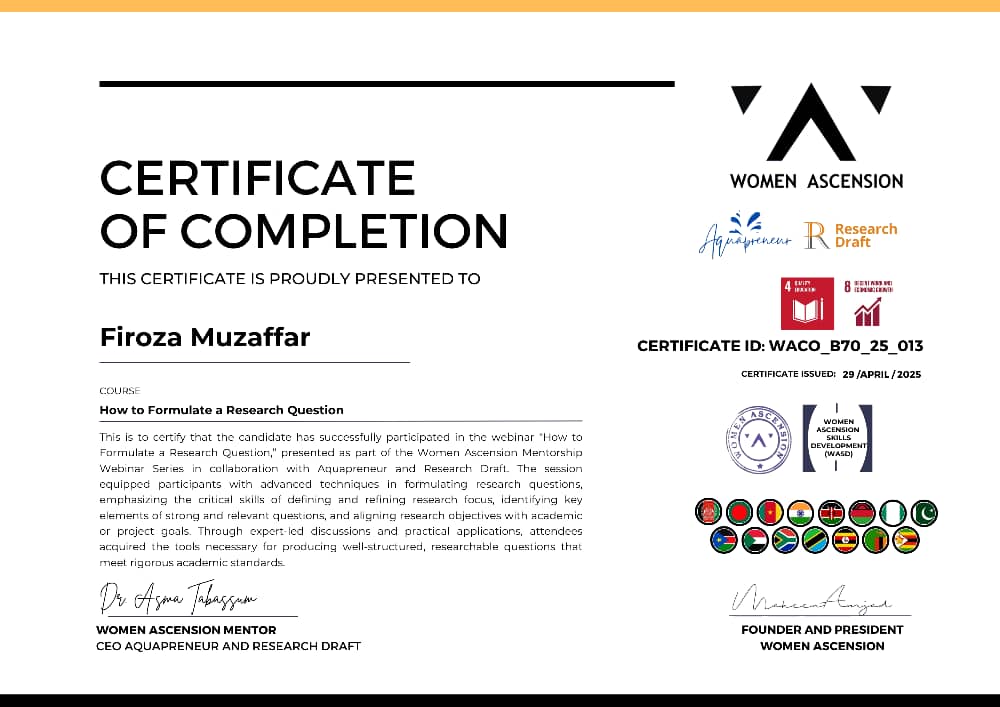 CERTIFICATE
OF COMPLETION
THIS CERTIFICATE IS PROUDLY PRESENTED TO
Firoza Muzaffar
COURSE
How to Formulate a Research Question
This is to certify that the candidate has successfully participated in the webinar "How to
Formulate a Research Question," presented as part of the Women Ascension Mentorship
Webinar Series in collaboration with Aquapreneur and Research Draft. The session
equipped participants with advanced techniques in formulating research questions,
emphasizing the critical skills of defining and refining research focus, identifying key
elements of strong and relevant questions, and aligning research objectives with academic
or project goals. Through expert-led discussions and practical applications, attendees
acquired the tools necessary for producing well-structured, researchable questions that
meet rigorous academic standards.
Dr Asma Tabassum
WOMEN ASCENSION MENTOR
CEO AQUAPRENEUR AND RESEARCH DRAFT
WOMEN ASCENSION
Aquapreneur
R Research
Draft
4 QUALITY
EDUCATION
8 DECENT WORK AND
ECONOMIC GROWTH
CERTIFICATE ID: WACO_B70_25_013
CERTIFICATE ISSUED: 29 /APRIL / 2025
WOMEN ASCENSION
WOMEN
ASCENSION
SKILLS
DEVELOPMENT
(WASD)
Maheen Amjad
FOUNDER AND PRESIDENT
WOMEN ASCENSION